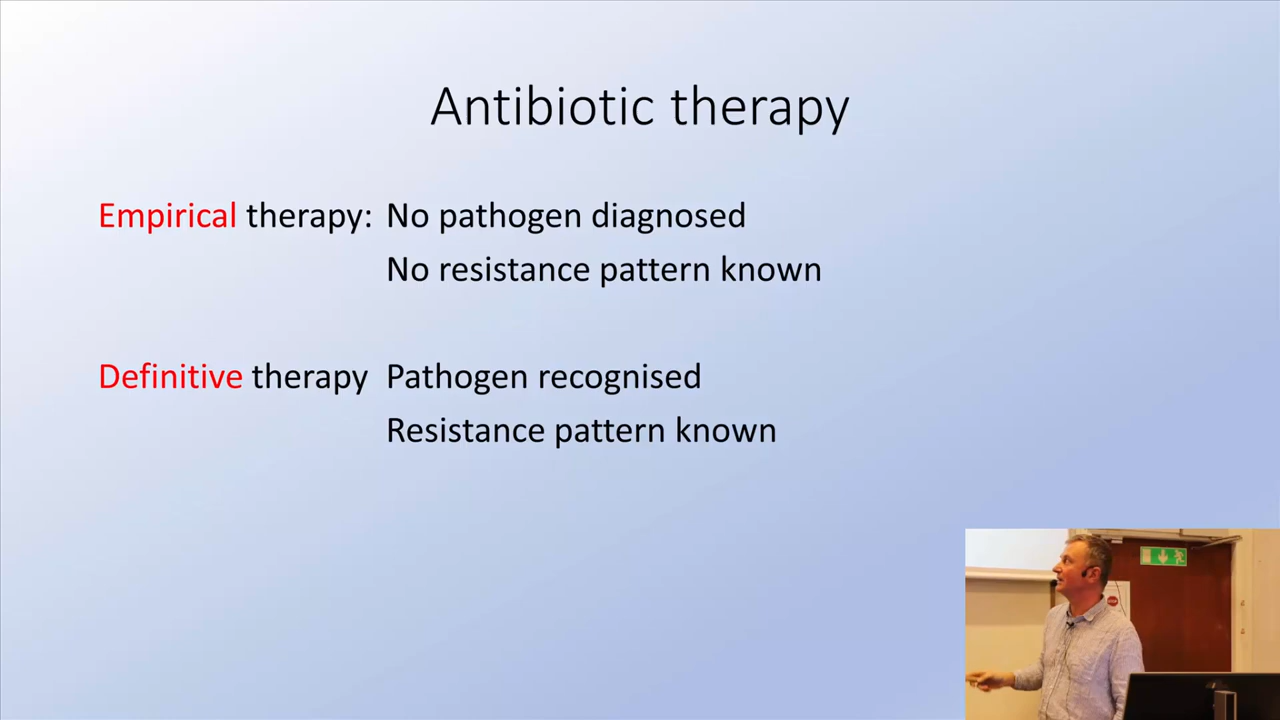 Antibiotic therapy
Empirical therapy: No pathogen diagnosed
No resistance pattern known
Definitive therapy Pathogen recognised
Resistance pattern known